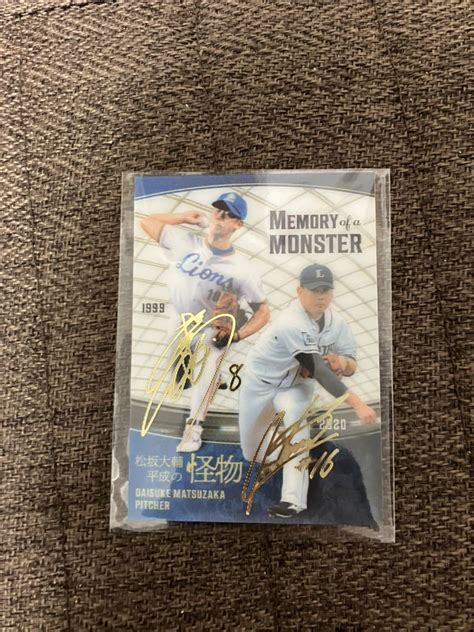 MEMORY of a
MONSTER
Lions
18
1999
18
2020
#16
松坂大輔
平成の怪物
DAISUKE MATSUZAKA
PITCHER